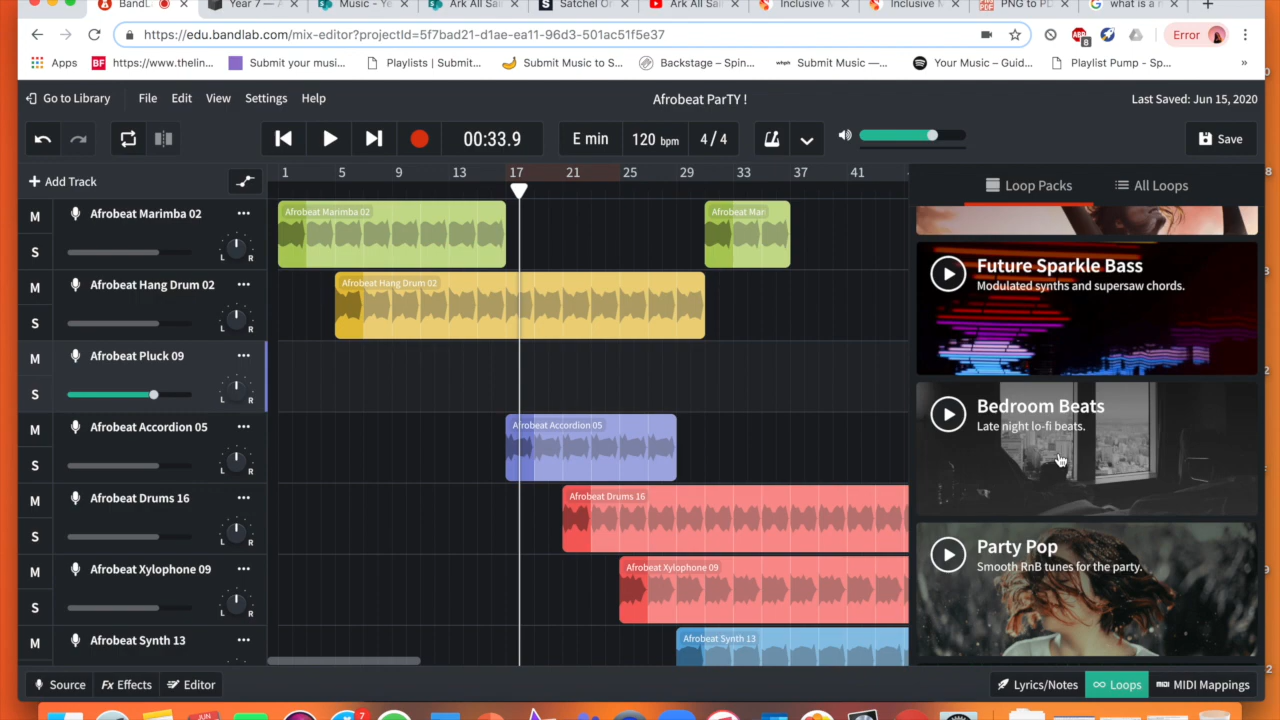 BandL
Year 7 — A
Music - Ye
Ark All Sai
Satchel Or
Ark All Sai
Inclusive M
Inclusive M
PNG to PD
what is a m
https://edu.bandlab.com/mix-editor?projectId=5f7bad21-d1ae-ea11-96d3-501ac51f5e37
8
Error
Apps
BF https://www.thelin...
Submit your musi...
Playlists | Submit...
Submit Music to S...
Backstage – Spin...
Submit Music —...
Your Music – Guid...
Playlist Pump - Sp...
»
Go to Library
File
Edit
View
Settings
Help
Afrobeat ParTY !
Last Saved: Jun 15, 2020
00:33.9
E min
120 bpm
4/4
Save
+ Add Track
1 5 9 13 17 21 25 29 33 37 41
Loop Packs
All Loops
M Afrobeat Marimba 02 •••
S L R
Afrobeat Marimba 02
Afrobeat Mar
M Afrobeat Hang Drum 02 •••
S L R
Afrobeat Hang Drum 02
M Afrobeat Pluck 09 •••
S L R
M Afrobeat Accordion 05 •••
S L R
Afrobeat Accordion 05
M Afrobeat Drums 16 •••
S L R
Afrobeat Drums 16
M Afrobeat Xylophone 09 •••
S L R
Afrobeat Xylophone 09
M Afrobeat Synth 13 •••
Afrobeat Synth 13
Future Sparkle Bass
Modulated synths and supersaw chords.
Bedroom Beats
Late night lo-fi beats.
Party Pop
Smooth RnB tunes for the party.
Source
Fx Effects
Editor
Lyrics/Notes
Loops
MIDI Mappings
JUN
7